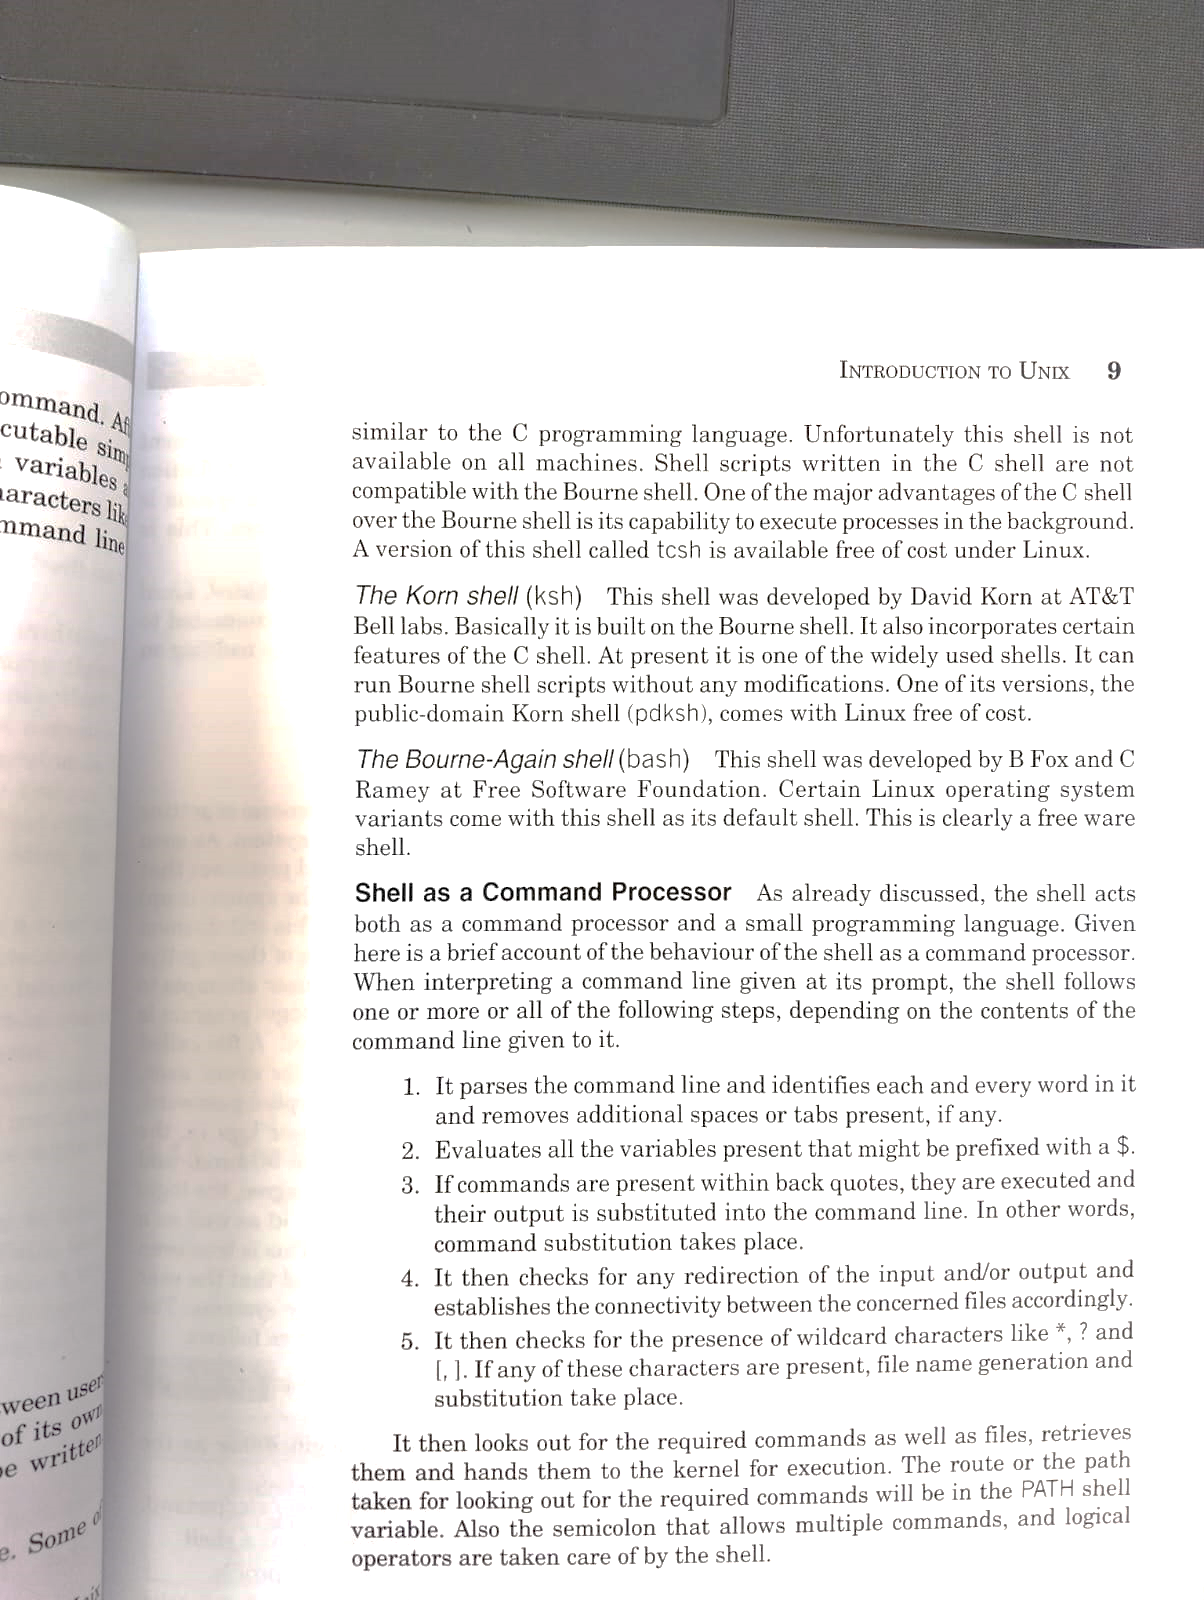 ommand.
cutable
variables
aracters
mmand line
ween user
of its own
e written
e. Some
INTRODUCTION TO UNIX 9
similar to the C programming language. Unfortunately this shell is not
available on all machines. Shell scripts written in the C shell are not
compatible with the Bourne shell. One of the major advantages of the C shell
over the Bourne shell is its capability to execute processes in the background.
A version of this shell called tcsh is available free of cost under Linux.
The Korn shell (ksh) This shell was developed by David Korn at AT&T
Bell labs. Basically it is built on the Bourne shell. It also incorporates certain
features of the C shell. At present it is one of the widely used shells. It can
run Bourne shell scripts without any modifications. One of its versions, the
public-domain Korn shell (pdksh), comes with Linux free of cost.
The Bourne-Again shell (bash) This shell was developed by B Fox and C
Ramey at Free Software Foundation. Certain Linux operating system
variants come with this shell as its default shell. This is clearly a free ware
shell.
Shell as a Command Processor As already discussed, the shell acts
both as a command processor and a small programming language. Given
here is a brief account of the behaviour of the shell as a command processor.
When interpreting a command line given at its prompt, the shell follows
one or more or all of the following steps, depending on the contents of the
command line given to it.
1. It parses the command line and identifies each and every word in it
and removes additional spaces or tabs present, if any.
2. Evaluates all the variables present that might be prefixed with a $.
3. If commands are present within back quotes, they are executed and
their output is substituted into the command line. In other words,
command substitution takes place.
4. It then checks for any redirection of the input and/or output and
establishes the connectivity between the concerned files accordingly.
5. It then checks for the presence of wildcard characters like *, ? and
[, ]. If any of these characters are present, file name generation and
substitution take place.
It then looks out for the required commands as well as files, retrieves
them and hands them to the kernel for execution. The route or the path
taken for looking out for the required commands will be in the PATH shell
variable. Also the semicolon that allows multiple commands, and logical
operators are taken care of by the shell.